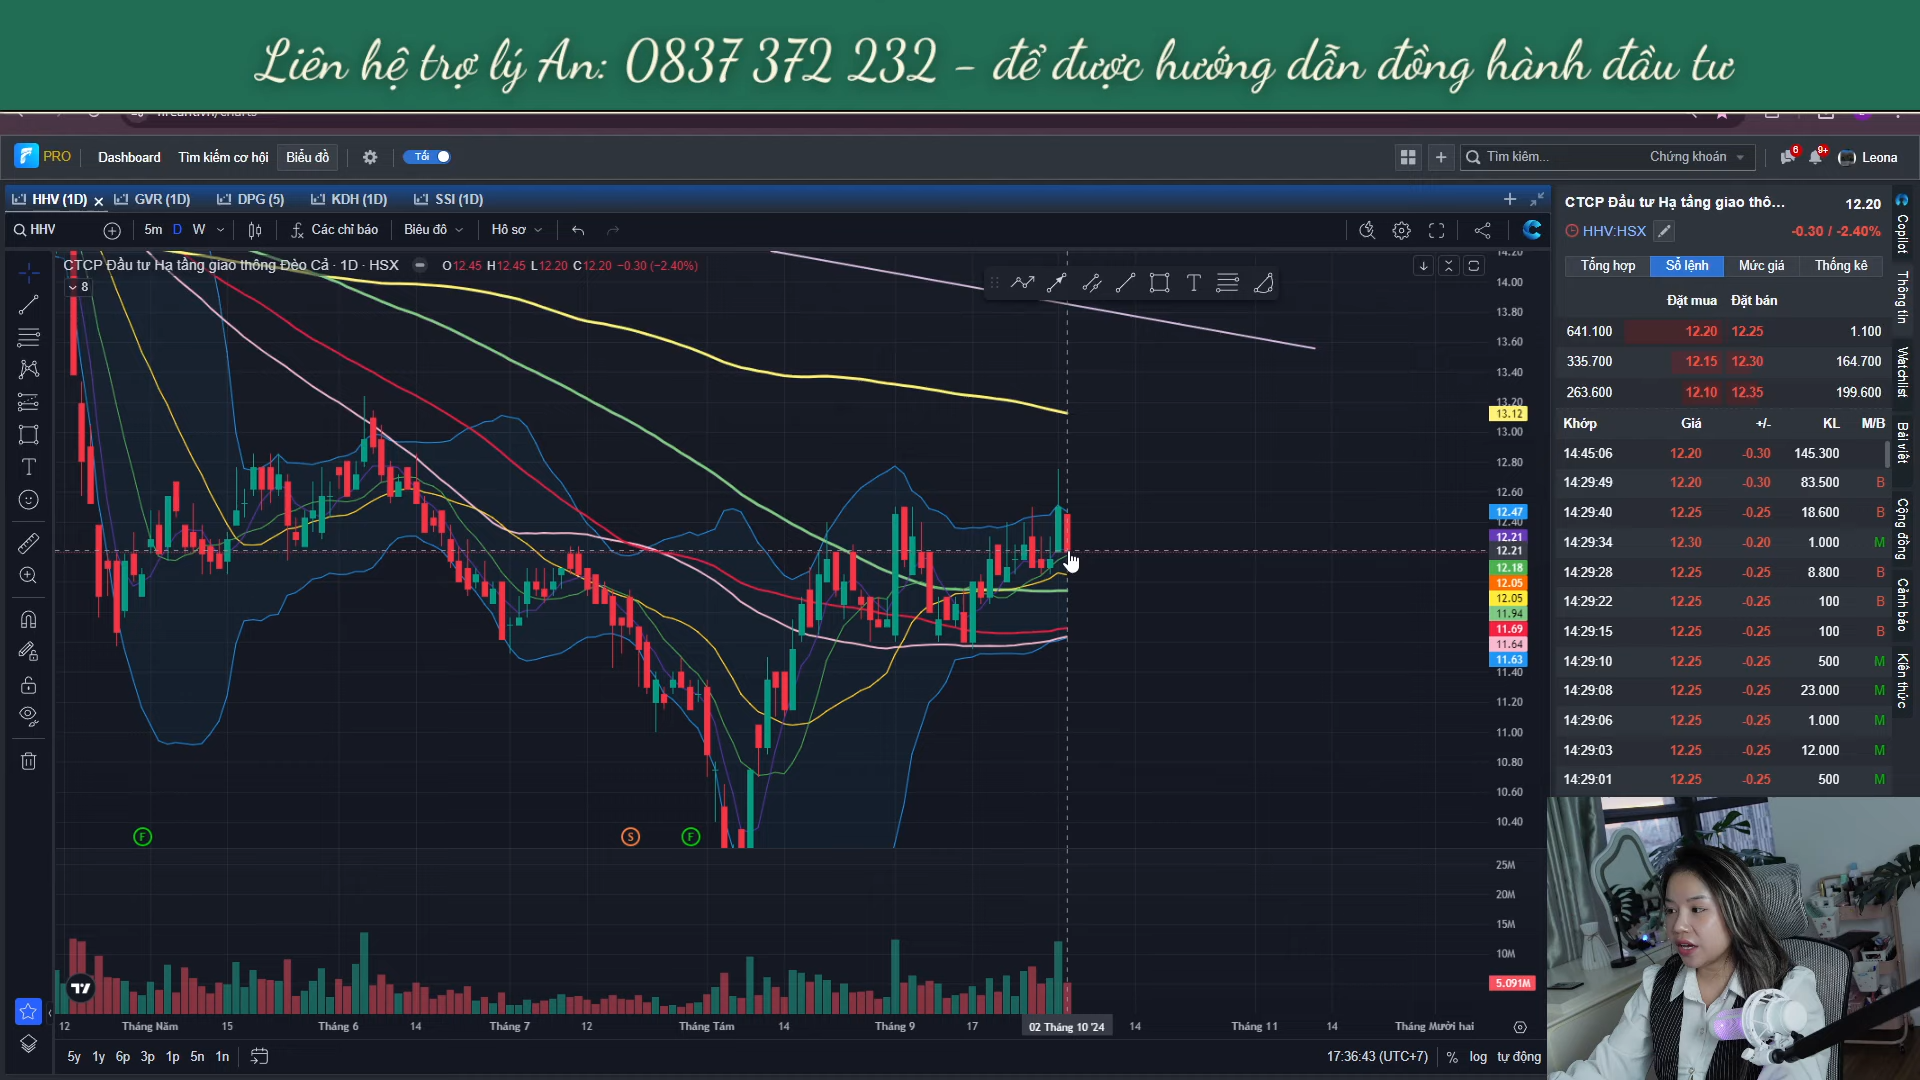 Liên hệ trợ lý An: 0837 372 232 - để được hướng dẫn đồng hành đầu tư
PRO Dashboard Tìm kiếm cơ hội Biểu đồ Tối Tìm kiếm... Chứng khoán 6 9+ Leona
HHV (1D) GVR (1D) DPG (5) KDH (1D) SSI (1D)
HHV 5m D W Các chỉ báo Biểu đồ Hồ sơ
CTCP Đầu tư Hạ tầng giao thông Đèo Cả · 1D · HSX O12.45 H12.45 L12.20 C12.20 -0.30 (-2.40%)
8
14.20
14.00
13.80
13.60
13.40
13.20
13.12
13.00
12.80
12.60
12.47
12.40
12.21
12.21
12.18
12.05
12.05
11.94
11.69
11.64
11.63
11.40
11.20
11.00
10.80
10.60
10.40
F S F
25M
20M
15M
10M
5.091M
12 Tháng Năm 15 Tháng 6 14 Tháng 7 12 Tháng Tám 14 Tháng 9 17 02 Tháng 10 '24 14 Tháng 11 14 Tháng Mười hai
5y 1y 6p 3p 1p 5n 1n 17:36:43 (UTC+7) % log tự động
CTCP Đầu tư Hạ tầng giao thô... 12.20
HHV:HSX -0.30 / -2.40%
Tổng hợp Sổ lệnh Mức giá Thống kê
Đặt mua Đặt bán
641.100 12.20 12.25 1.100
335.700 12.15 12.30 164.700
263.600 12.10 12.35 199.600
Khớp Giá +/- KL M/B
14:45:06 12.20 -0.30 145.300
14:29:49 12.20 -0.30 83.500 B
14:29:40 12.25 -0.25 18.600 B
14:29:34 12.30 -0.20 1.000 M
14:29:28 12.25 -0.25 8.800 B
14:29:22 12.25 -0.25 100 B
14:29:15 12.25 -0.25 100 B
14:29:10 12.25 -0.25 500 M
14:29:08 12.25 -0.25 23.000 M
14:29:06 12.25 -0.25 1.000 M
14:29:03 12.25 -0.25 12.000 M
14:29:01 12.25 -0.25 500 M
Copilot
Thông tin
Watchlist
Bài viết
Cộng đồng
Cảnh báo
Kiến thức